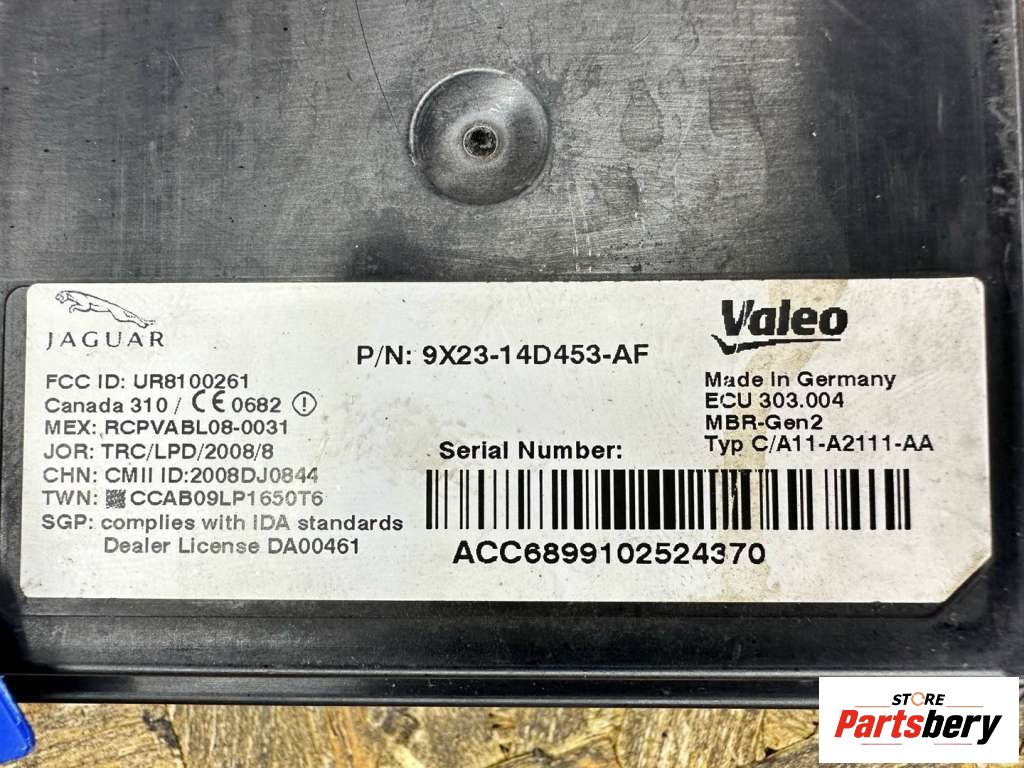 JAGUAR
P/N: 9X23-14D453-AF
Valeo
FCC ID: UR8100261
Canada 310 / CE 0682
MEX: RCPVABL08-0031
JOR: TRC/LPD/2008/8
CHN: CMII ID:2008DJ0844
TWN: CCAB09LP1650T6
SGP: complies with IDA standards
Dealer License DA00461
Made In Germany
ECU 303.004
MBR-Gen2
Typ C/A11-A2111-AA
Serial Number:
ACC6899102524370
STORE
Partsbery